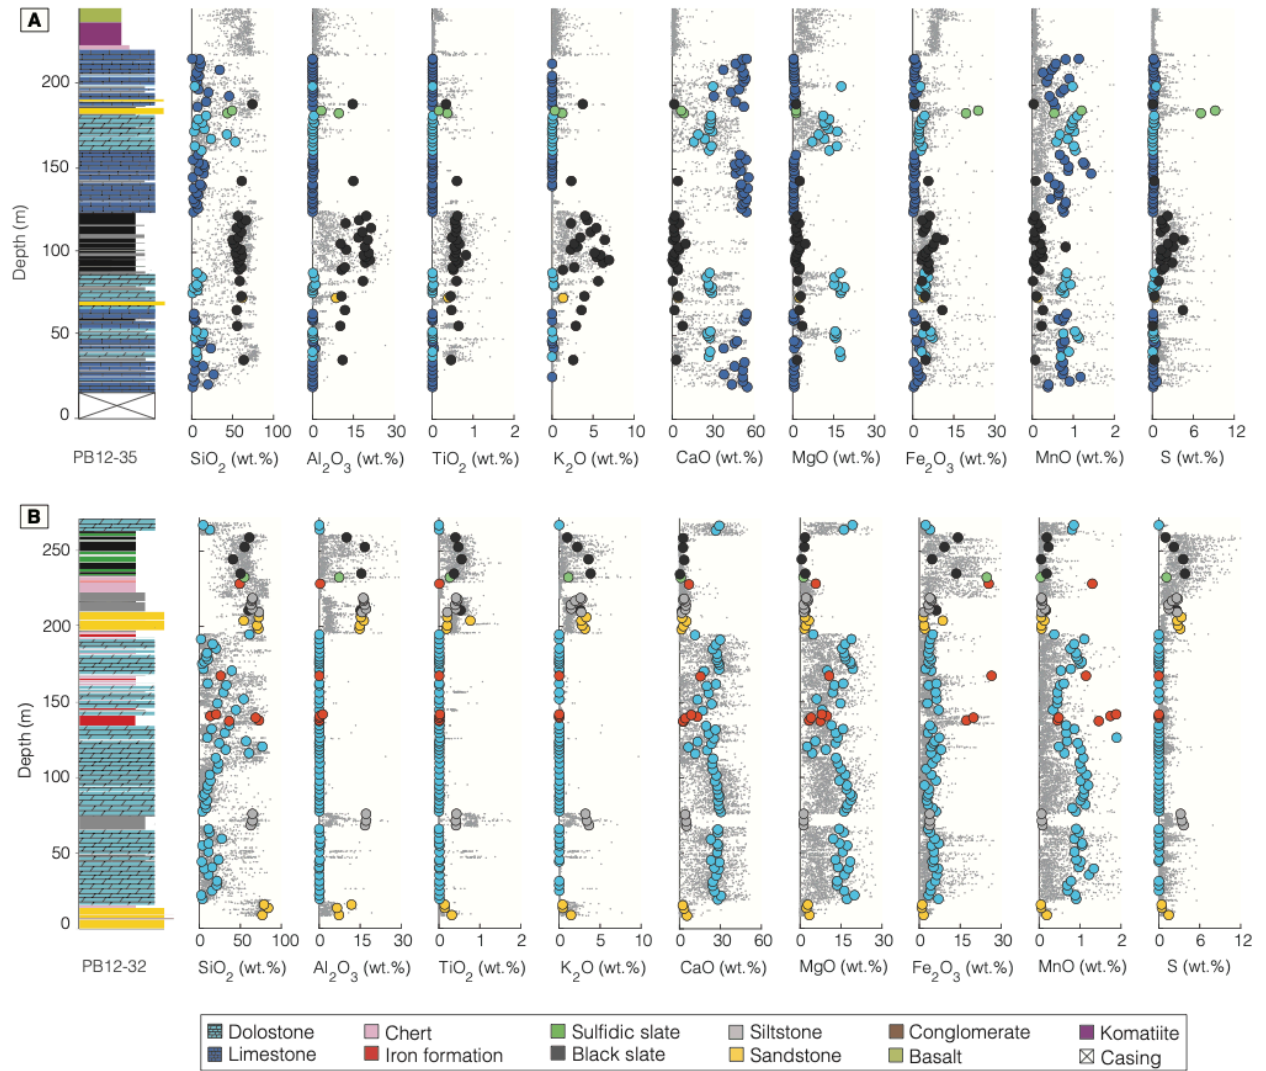 A
200
150
100
50
0
Depth (m)
PB12-35
0 50 100
SiO2 (wt.%)
0 15 30
Al2O3 (wt.%)
0 1 2
TiO2 (wt.%)
0 5 10
K2O (wt.%)
0 30 60
CaO (wt.%)
0 15 30
MgO (wt.%)
0 15 30
Fe2O3 (wt.%)
0 1 2
MnO (wt.%)
0 6 12
S (wt.%)
B
250
200
150
100
50
0
Depth (m)
PB12-32
0 50 100
SiO2 (wt.%)
0 15 30
Al2O3 (wt.%)
0 1 2
TiO2 (wt.%)
0 5 10
K2O (wt.%)
0 30 60
CaO (wt.%)
0 15 30
MgO (wt.%)
0 15 30
Fe2O3 (wt.%)
0 1 2
MnO (wt.%)
0 6 12
S (wt.%)
Dolostone Chert Sulfidic slate Siltstone Conglomerate Komatiite
Limestone Iron formation Black slate Sandstone Basalt Casing